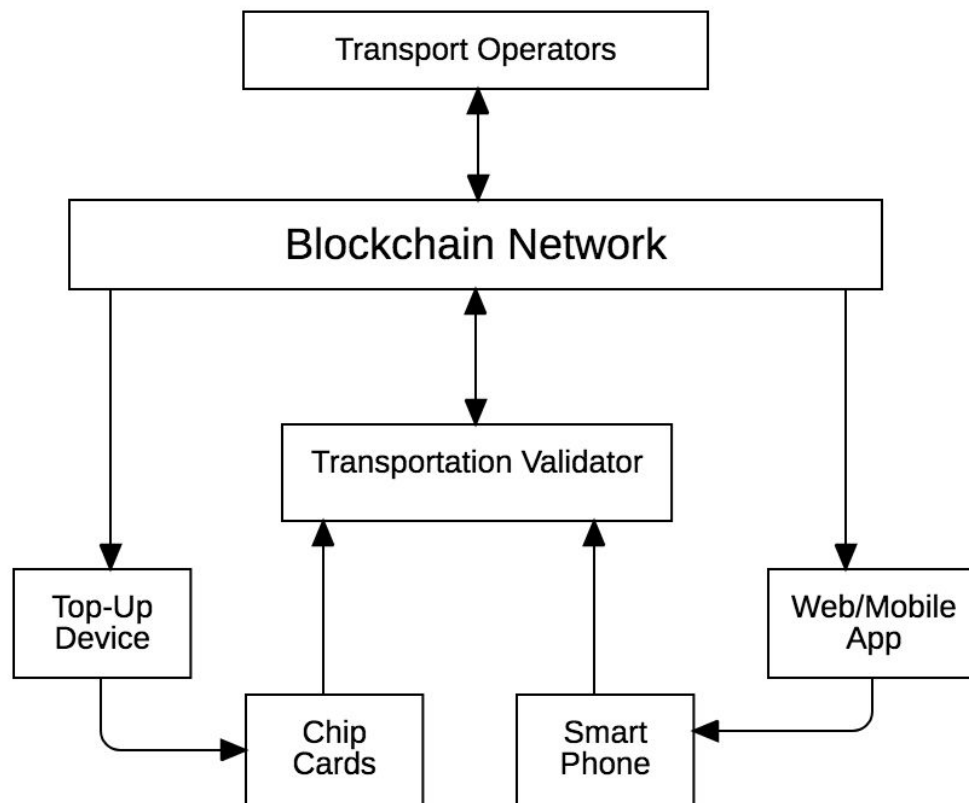 Transport Operators
Blockchain Network
Transportation Validator
Top-Up
Device
Web/Mobile
App
Chip
Cards
Smart
Phone